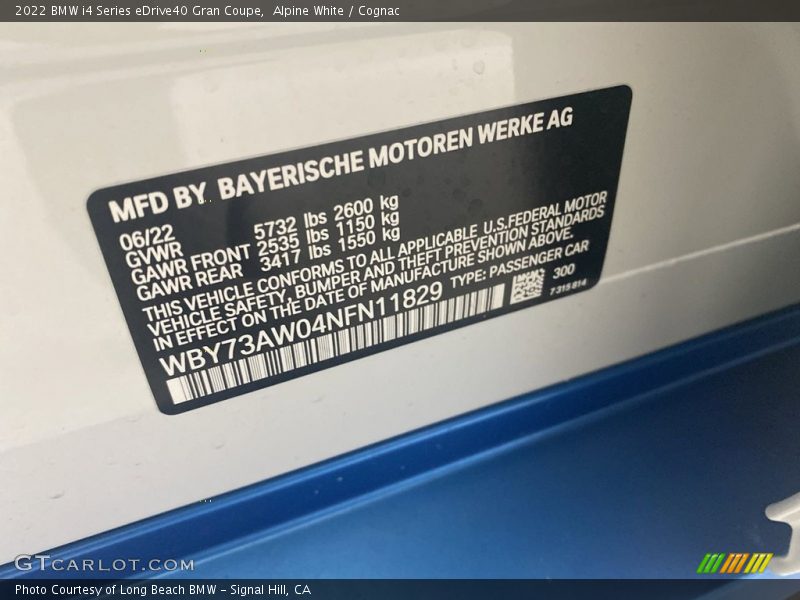 2022 BMW i4 Series eDrive40 Gran Coupe,  Alpine White / Cognac
MFD BY BAYERISCHE MOTOREN WERKE AG
06/22
GVWR 5732 lbs 2600 kg
GAWR FRONT 2535 lbs 1150 kg
GAWR REAR 3417 lbs 1550 kg
THIS VEHICLE CONFORMS TO ALL APPLICABLE U.S.FEDERAL MOTOR
VEHICLE SAFETY, BUMPER AND THEFT PREVENTION STANDARDS
IN EFFECT ON THE DATE OF MANUFACTURE SHOWN ABOVE.
WBY73AW04NFN11829 TYPE: PASSENGER CAR
300
7 315 814
GTCARLOT.COM
Photo Courtesy of Long Beach BMW - Signal Hill, CA